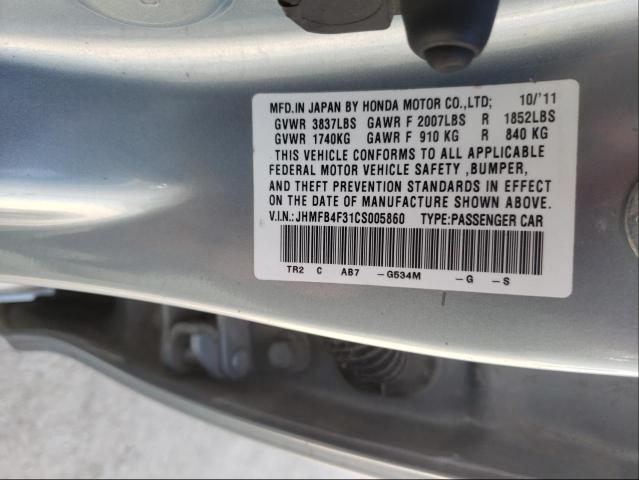 MFD.IN JAPAN BY HONDA MOTOR CO.,LTD; 10/'11
GVWR 3837LBS GAWR F 2007LBS R 1852LBS
GVWR 1740KG GAWR F 910 KG R 840 KG
THIS VEHICLE CONFORMS TO ALL APPLICABLE
FEDERAL MOTOR VEHICLE SAFETY ,BUMPER,
AND THEFT PREVENTION STANDARDS IN EFFECT
ON THE DATE OF MANUFACTURE SHOWN ABOVE.
V.I.N.:JHMFB4F31CS005860 TYPE:PASSENGER CAR
TR2 C AB7 -G534M -G -S